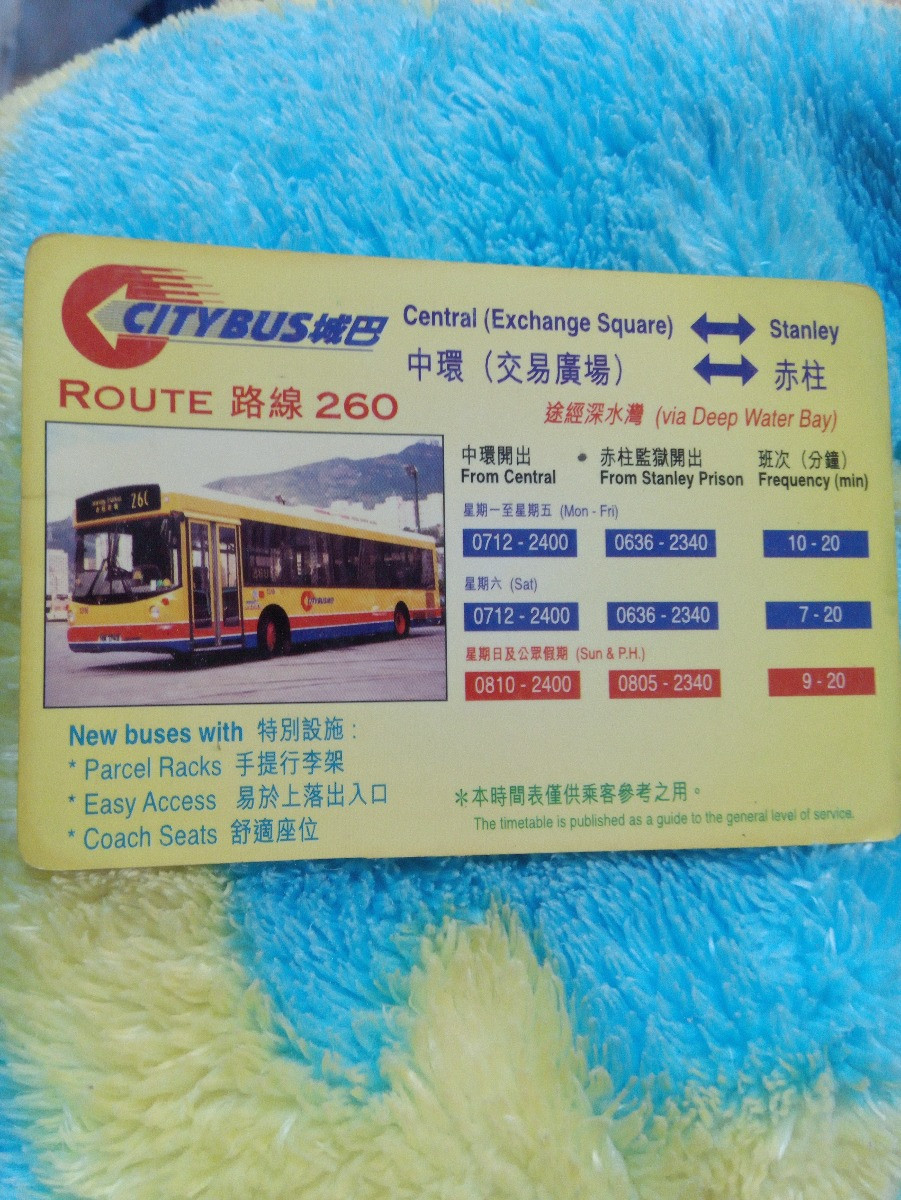 CITYBUS城巴
ROUTE 路線 260
Central (Exchange Square) ↔ Stanley
中環（交易廣場） ↔ 赤柱
途經深水灣 (via Deep Water Bay)
中環開出 • 赤柱監獄開出 班次（分鐘）
From Central From Stanley Prison Frequency (min)
星期一至星期五 (Mon - Fri)
0712 - 2400 0636 - 2340 10 - 20
星期六 (Sat)
0712 - 2400 0636 - 2340 7 - 20
星期日及公眾假期 (Sun & P.H.)
0810 - 2400 0805 - 2340 9 - 20
260
CITYBUS
New buses with 特別設施：
* Parcel Racks 手提行李架
* Easy Access 易於上落出入口
* Coach Seats 舒適座位
＊本時間表僅供乘客參考之用。
The timetable is published as a guide to the general level of service.